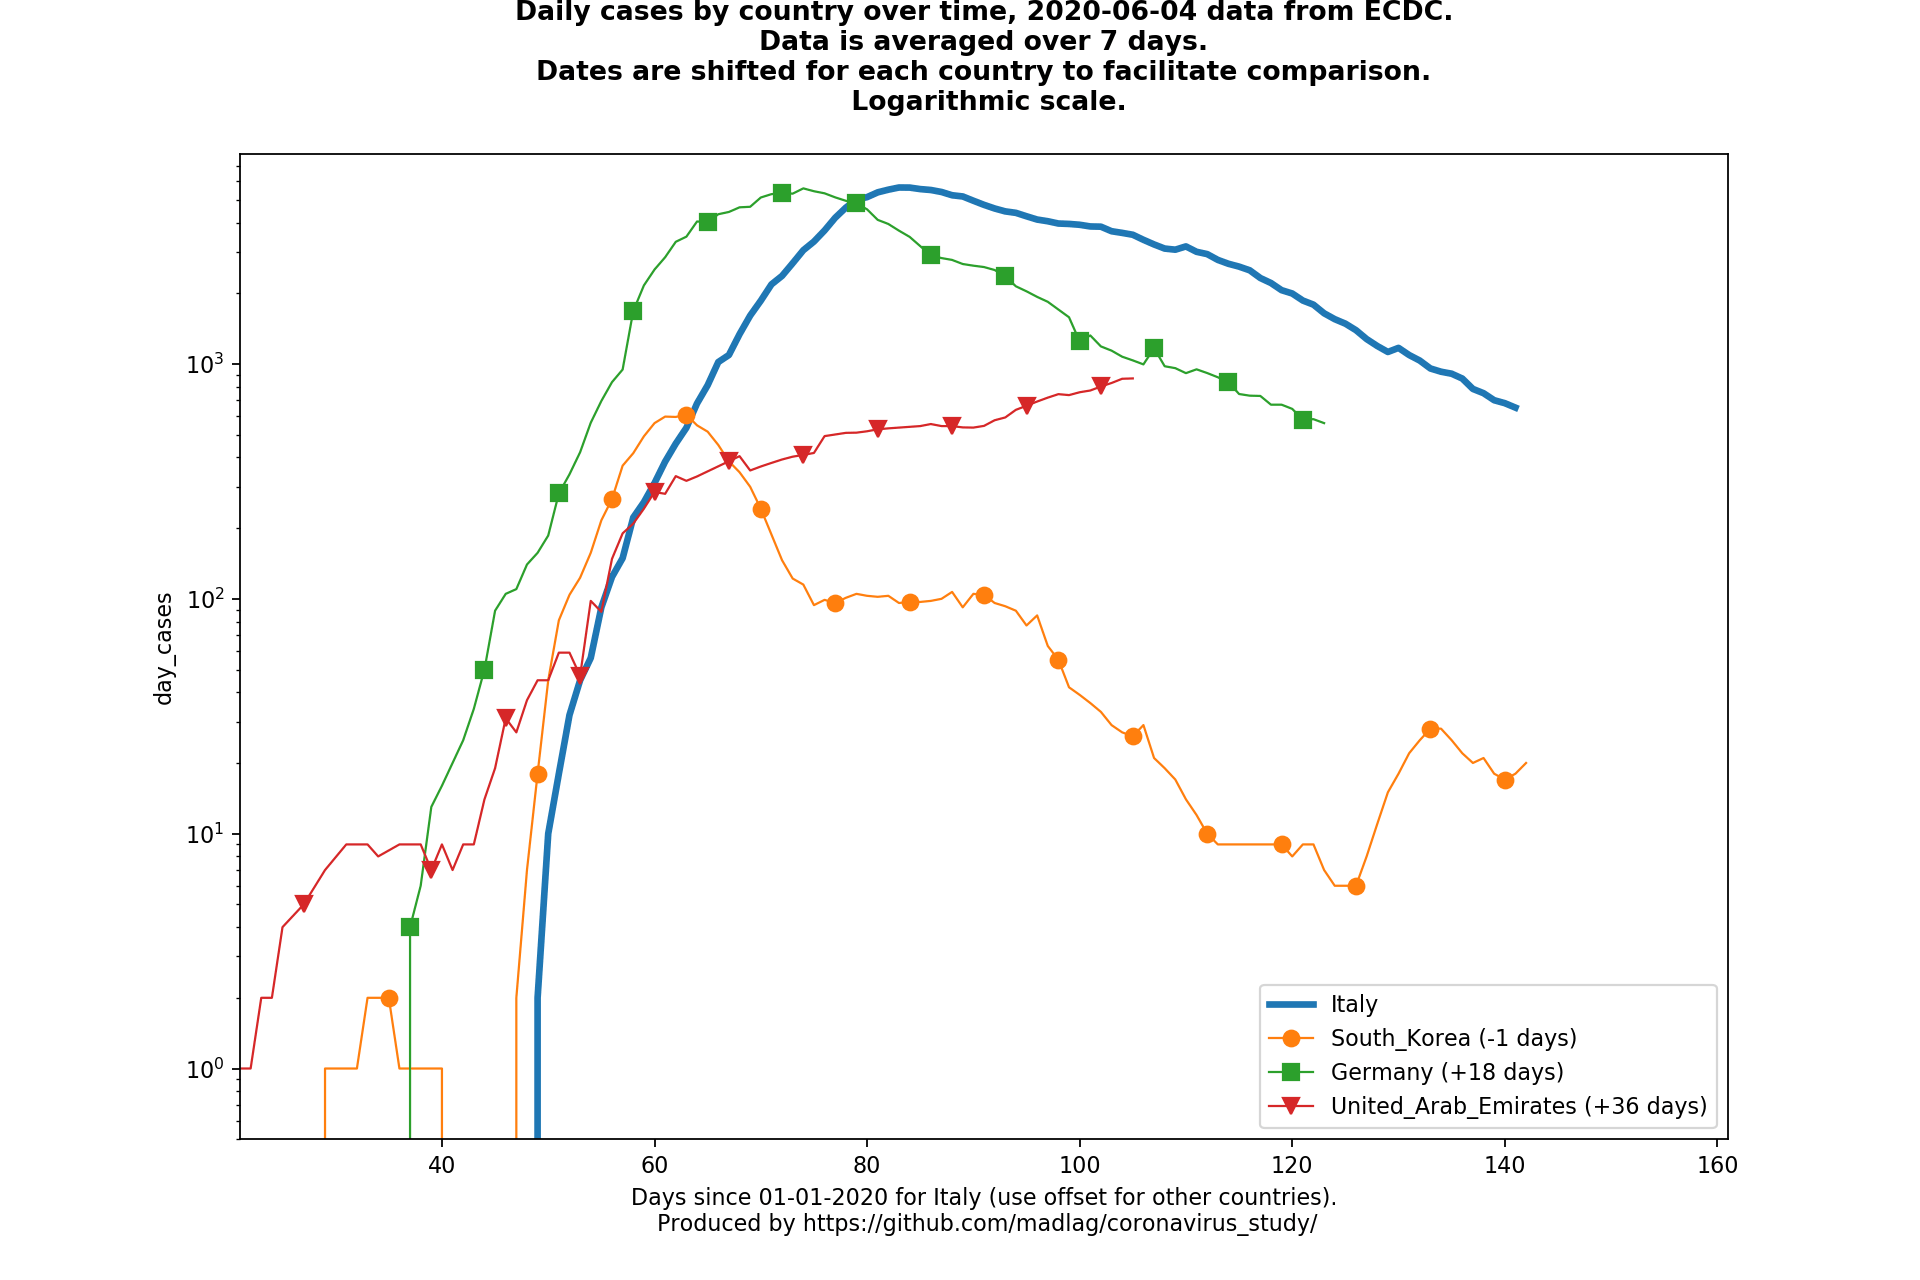 Daily cases by country over time, 2020-06-04 data from ECDC.
Data is averaged over 7 days.
Dates are shifted for each country to facilitate comparison.
Logarithmic scale.
10³
10²
10¹
10⁰
day_cases
40 60 80 100 120 140 160
Days since 01-01-2020 for Italy (use offset for other countries).
Produced by https://github.com/madlag/coronavirus_study/
Italy
South_Korea (-1 days)
Germany (+18 days)
United_Arab_Emirates (+36 days)